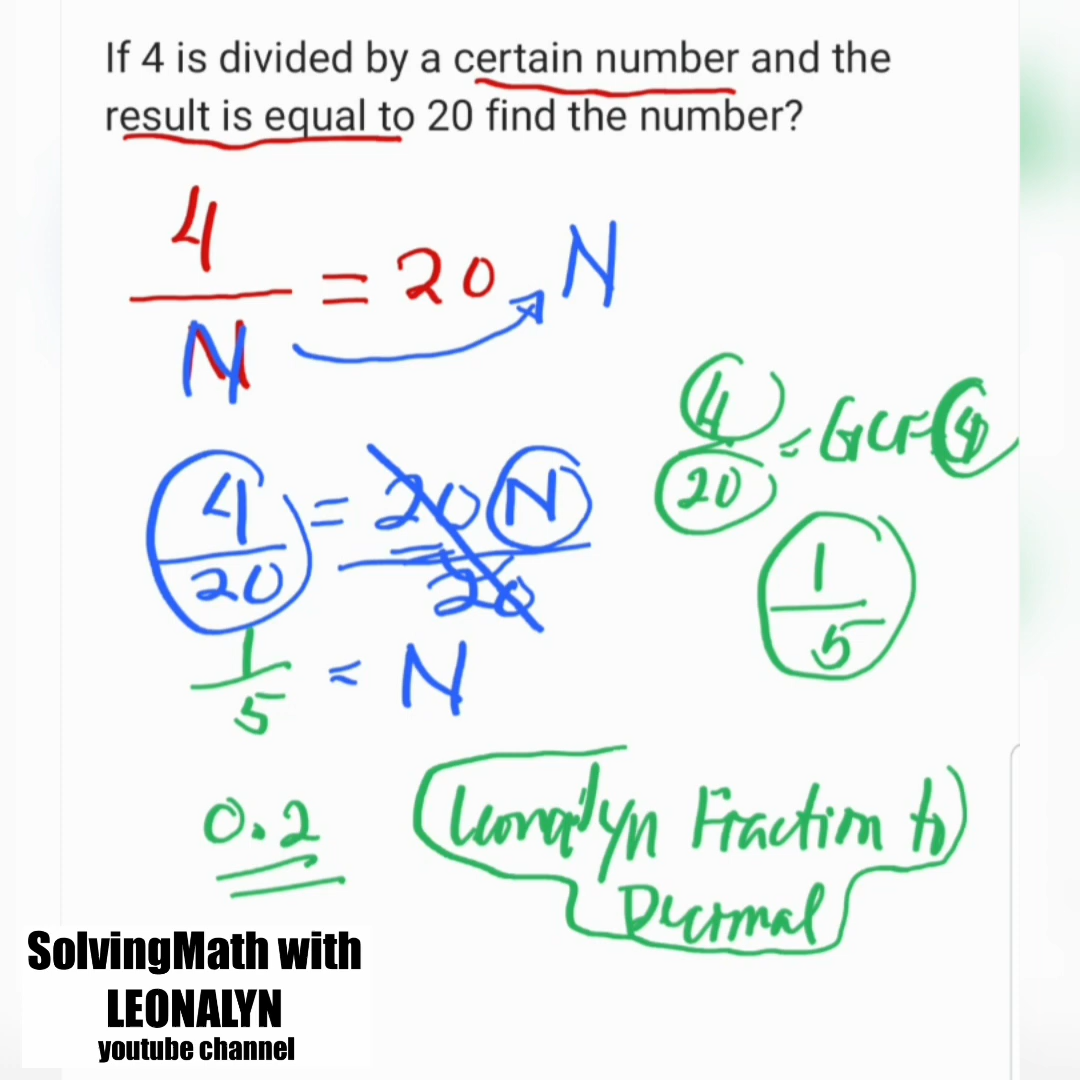 If 4 is divided by a certain number and the
result is equal to 20 find the number?
4
N
= 20 N
4
20
= GCF 4
4
20
= 20 N
20
1
5
1
5
= N
0.2
Leonalyn Fraction to
Decimal
SolvingMath with
LEONALYN
youtube channel